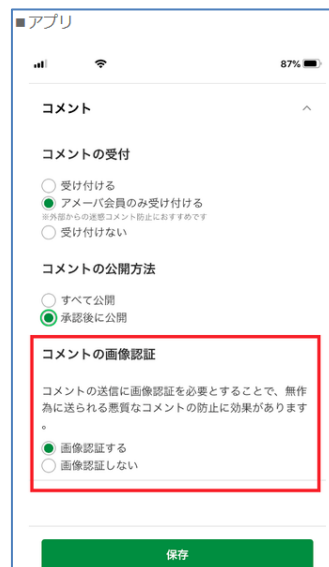 ■アプリ
87%
コメント
コメントの受付
受け付ける
アメーバ会員のみ受け付ける
※外部からの迷惑コメント防止におすすめです
受け付けない
コメントの公開方法
すべて公開
承認後に公開
コメントの画像認証
コメントの送信に画像認証を必要とすることで、無作
為に送られる悪質なコメントの防止に効果があります
。
画像認証する
画像認証しない
保存